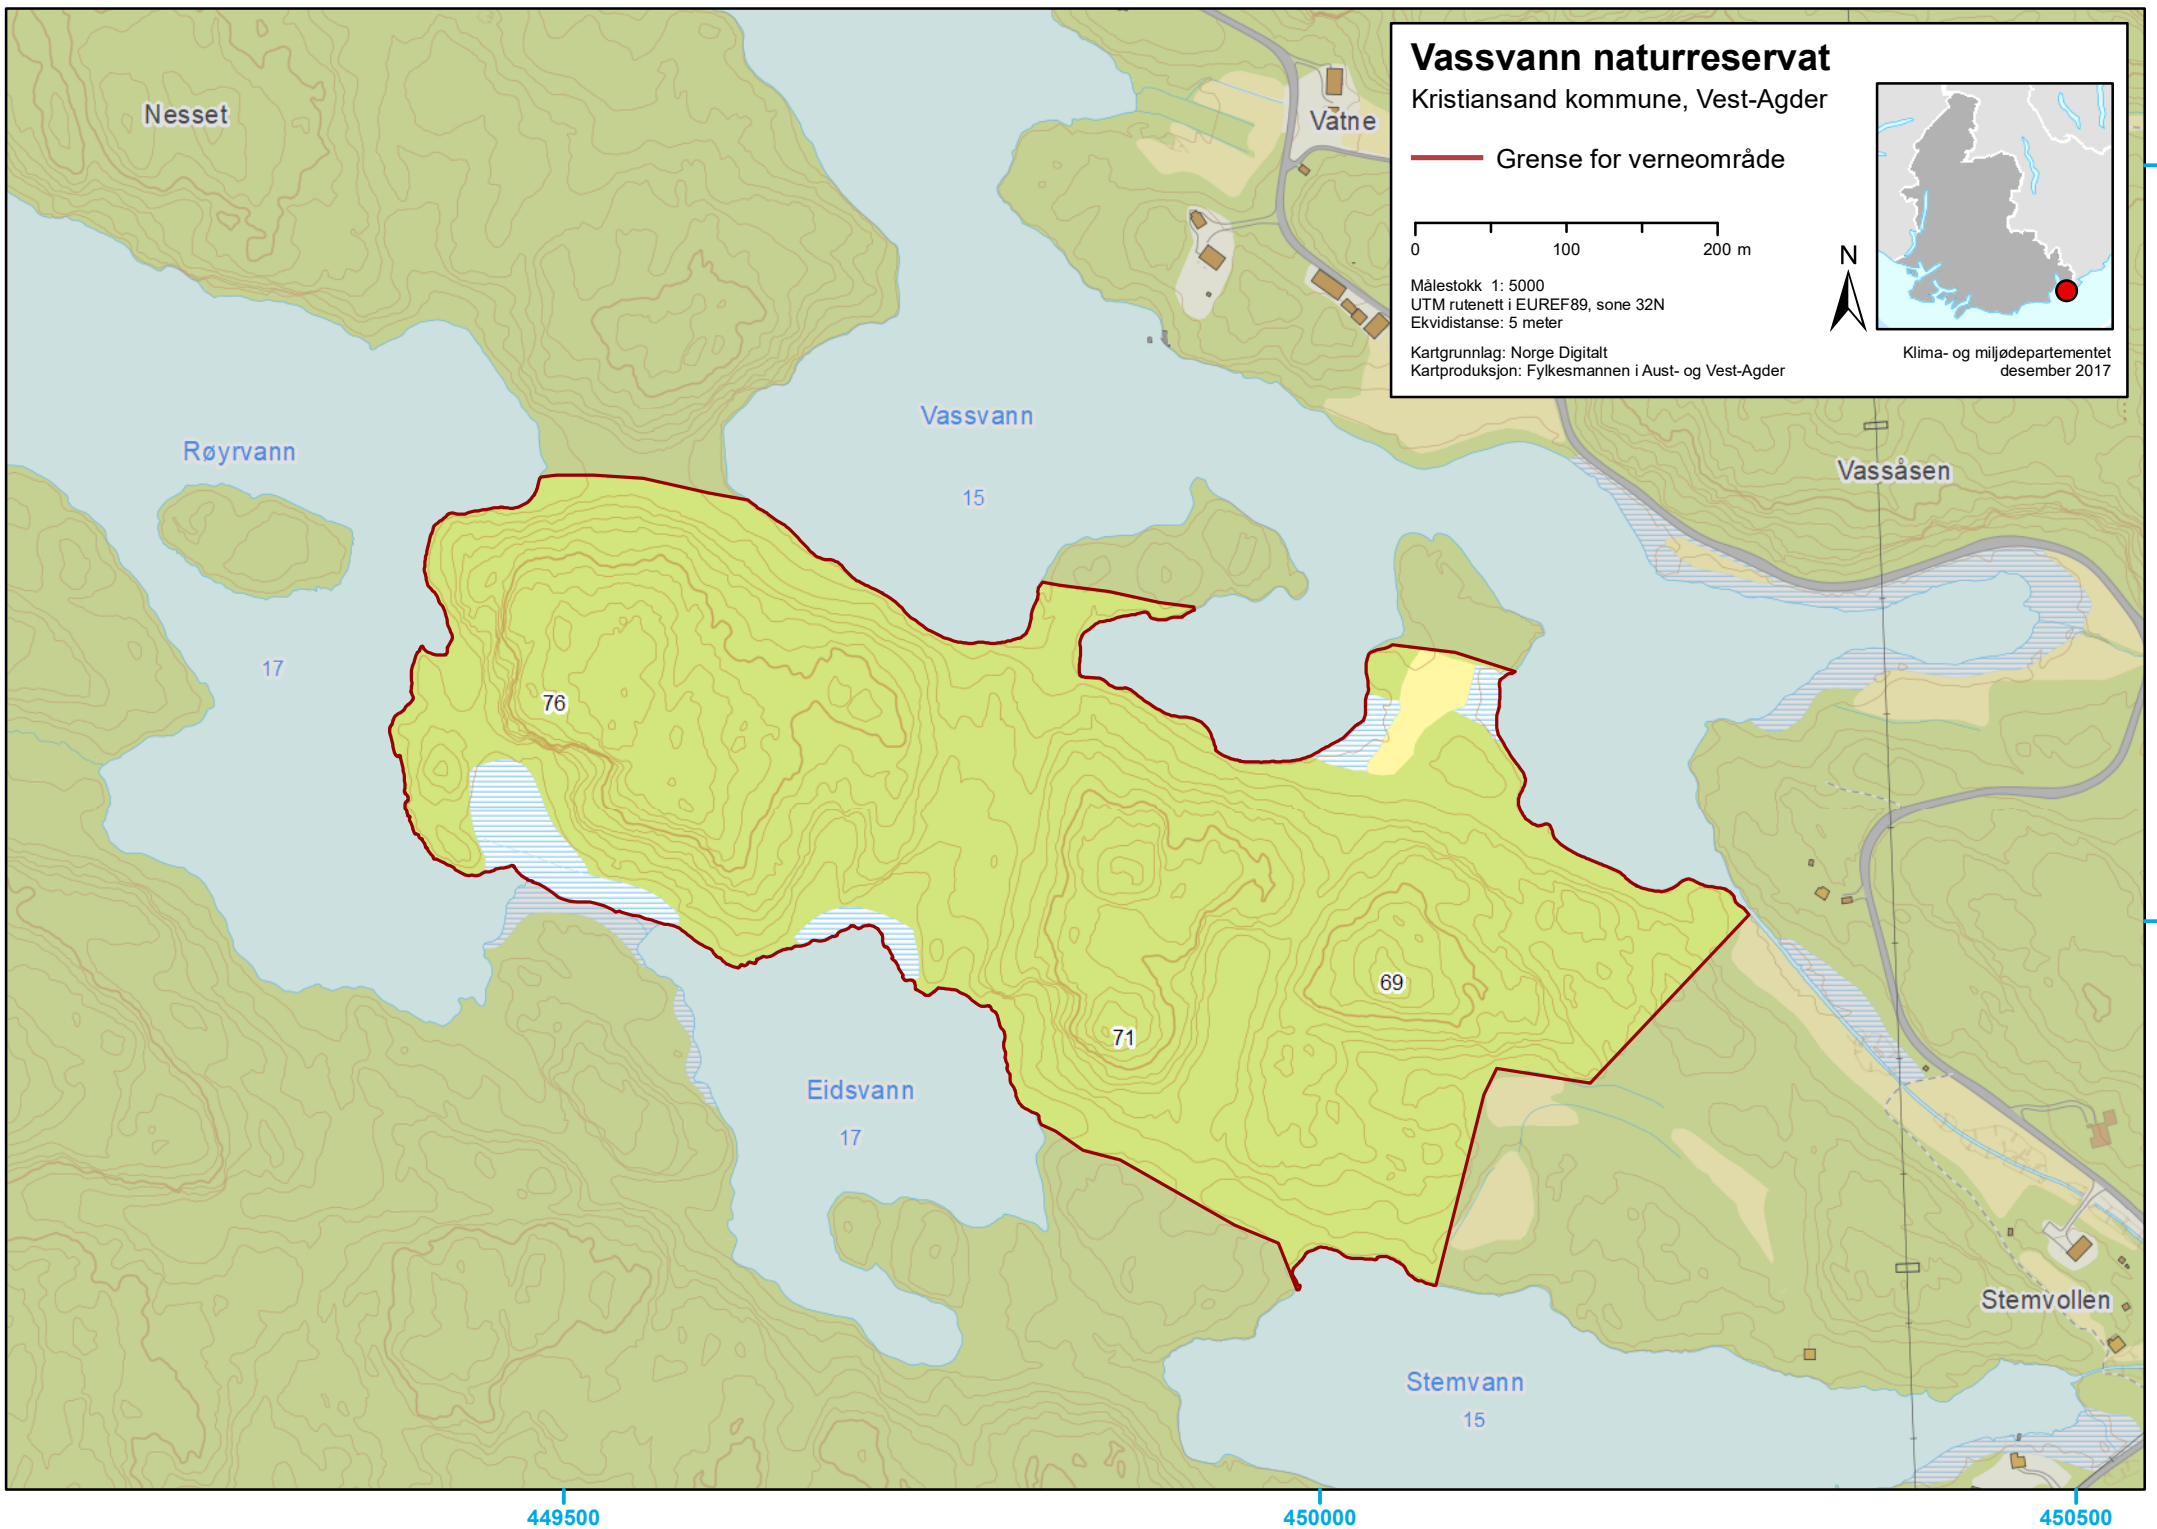 Vassvann naturreservat
Kristiansand kommune, Vest-Agder
Grense for verneområde
0 100 200 m
Målestokk 1: 5000
UTM rutenett i EUREF89, sone 32N
Ekvidistanse: 5 meter
Kartgrunnlag: Norge Digitalt
Kartproduksjon: Fylkesmannen i Aust- og Vest-Agder
N
Klima- og miljødepartementet
desember 2017
Nesset
Vatne
Vassvann
15
Røyrvann
17
Vassåsen
76
69
71
Eidsvann
17
Stemvollen
Stemvann
15
449500 450000 450500